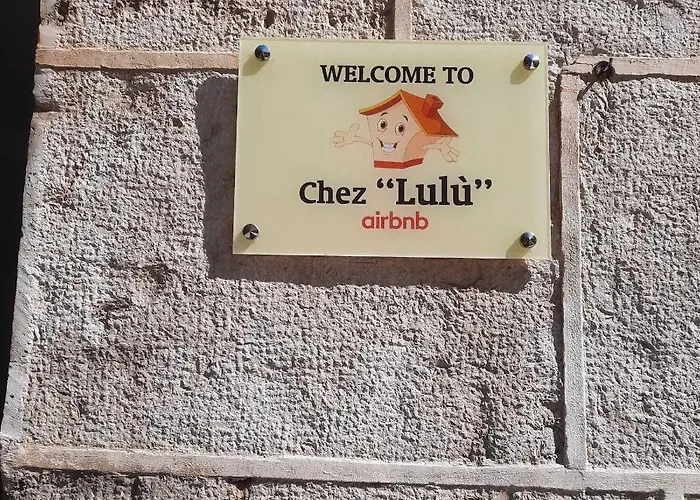 WELCOME TO
Chez “Lulù”
airbnb